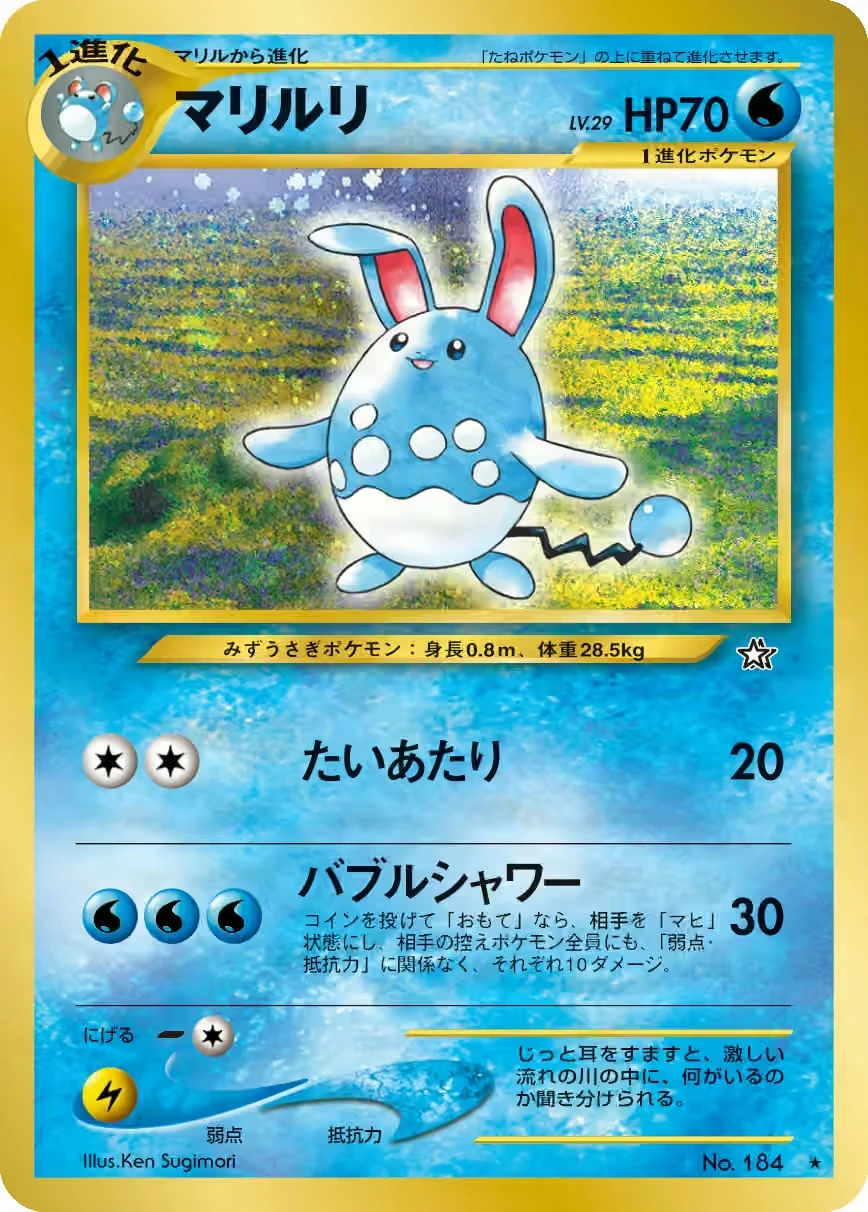 1進化
マリルから進化
「たねポケモン」の上に重ねて進化させます。
マリルリ
LV.29 HP70
1進化ポケモン
みずうさぎポケモン：身長0.8m、体重28.5kg
たいあたり 20
バブルシャワー
30
コインを投げて「おもて」なら、相手を「マヒ」
状態にし、相手の控えポケモン全員にも、「弱点・
抵抗力」に関係なく、それぞれ10ダメージ。
にげる
じっと耳をすますと、激しい
流れの川の中に、何がいるの
か聞き分けられる。
弱点 抵抗力
Illus.Ken Sugimori
No. 184 ★